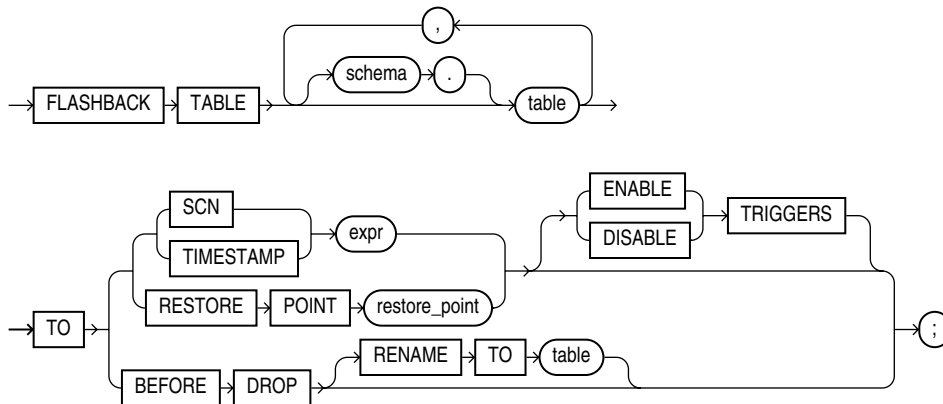 ,
schema .
FLASHBACK TABLE table
SCN ENABLE
expr TRIGGERS
TIMESTAMP DISABLE
RESTORE POINT restore_point
TO ;
RENAME TO table
BEFORE DROP